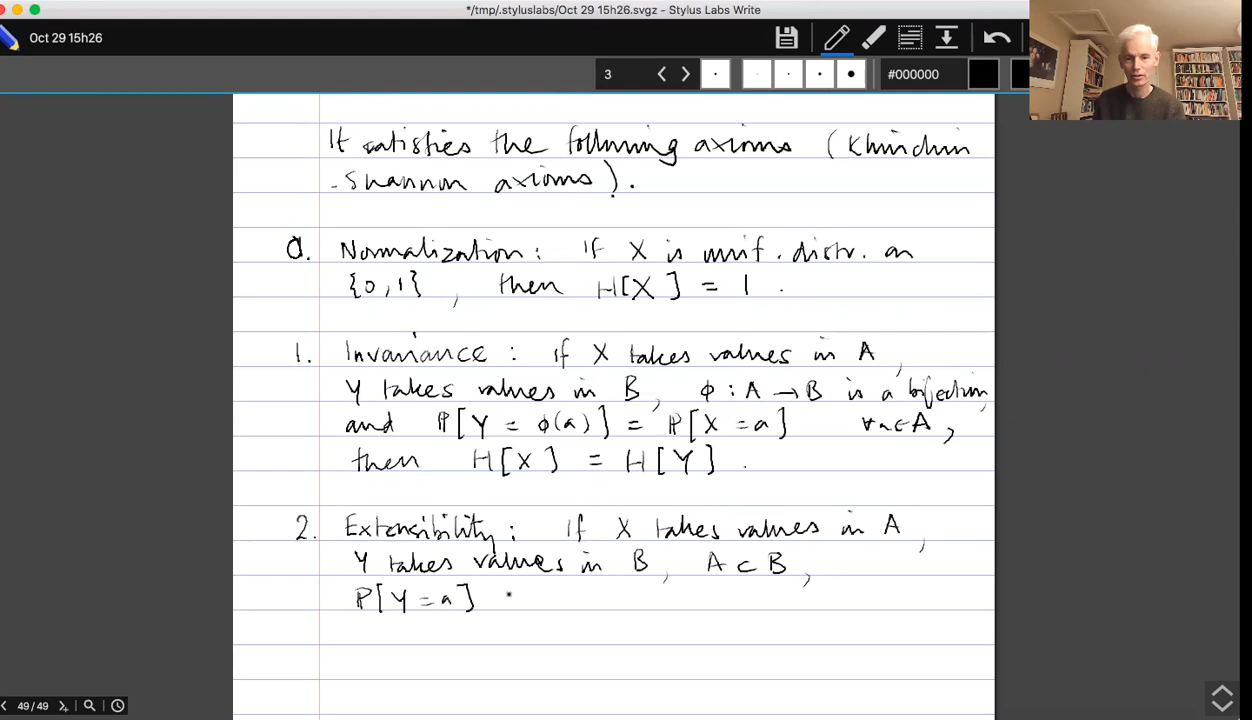 */tmp/.styluslabs/Oct 29 15h26.svgz - Stylus Labs Write
Oct 29 15h26
3
#000000
It satisfies the following axioms (Khinchin
-Shannon axioms).
0. Normalization: If X is unif. distr. on
{0,1}, then H[X] = 1.
1. Invariance: if X takes values in A,
Y takes values in B, φ: A → B is a bijection,
and ℙ[Y = φ(a)] = ℙ[X = a] ∀a∈A,
then H[X] = H[Y].
2. Extensibility: If X takes values in A,
Y takes values in B, A ⊂ B,
ℙ[Y = a]
49/49